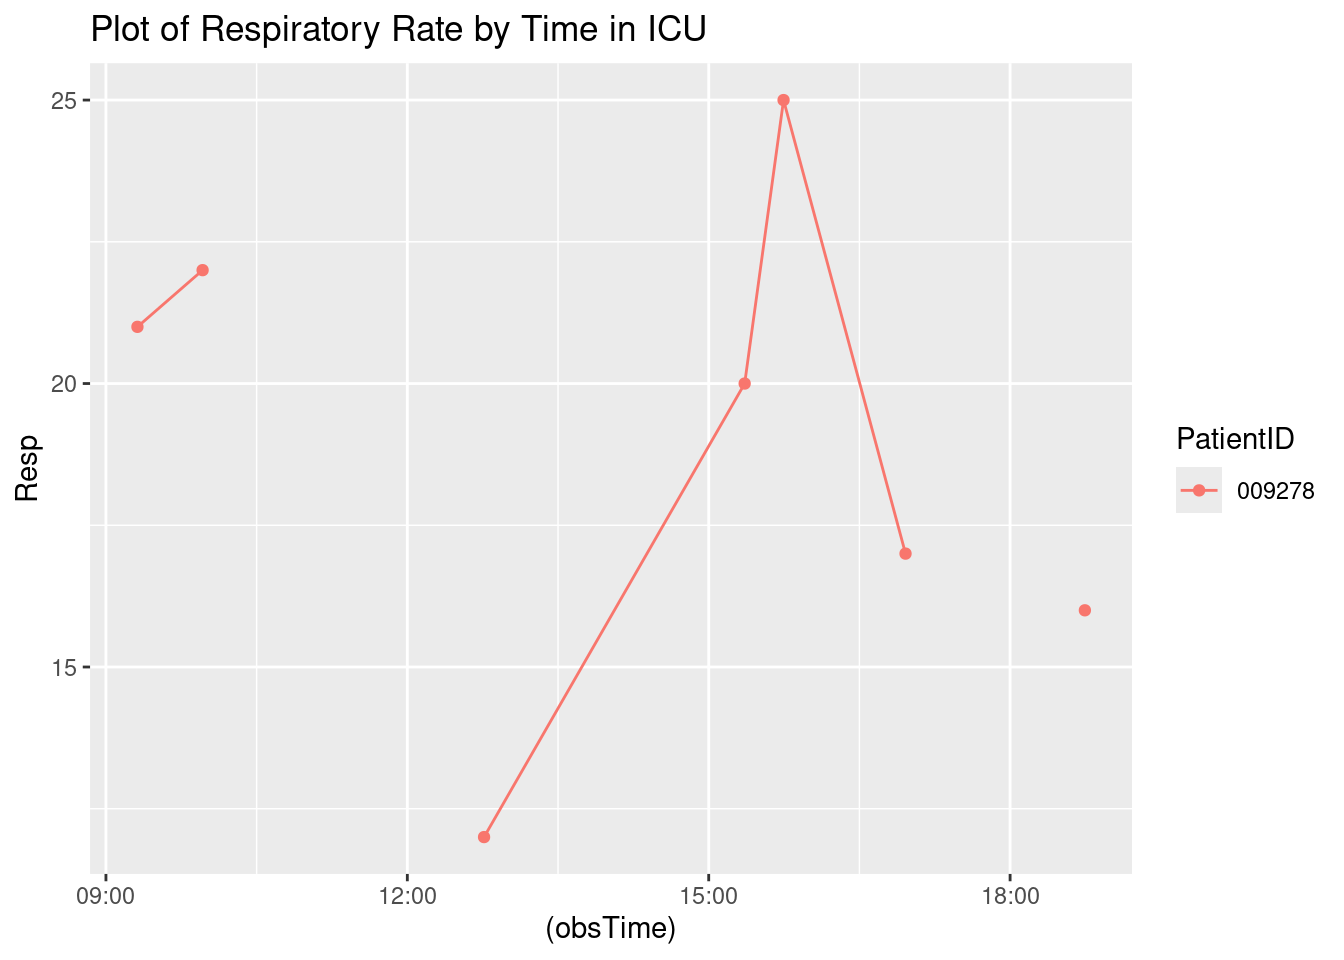 Plot of Respiratory Rate by Time in ICU
25
20
15
Resp
09:00 12:00 15:00 18:00
(obsTime)
PatientID
009278